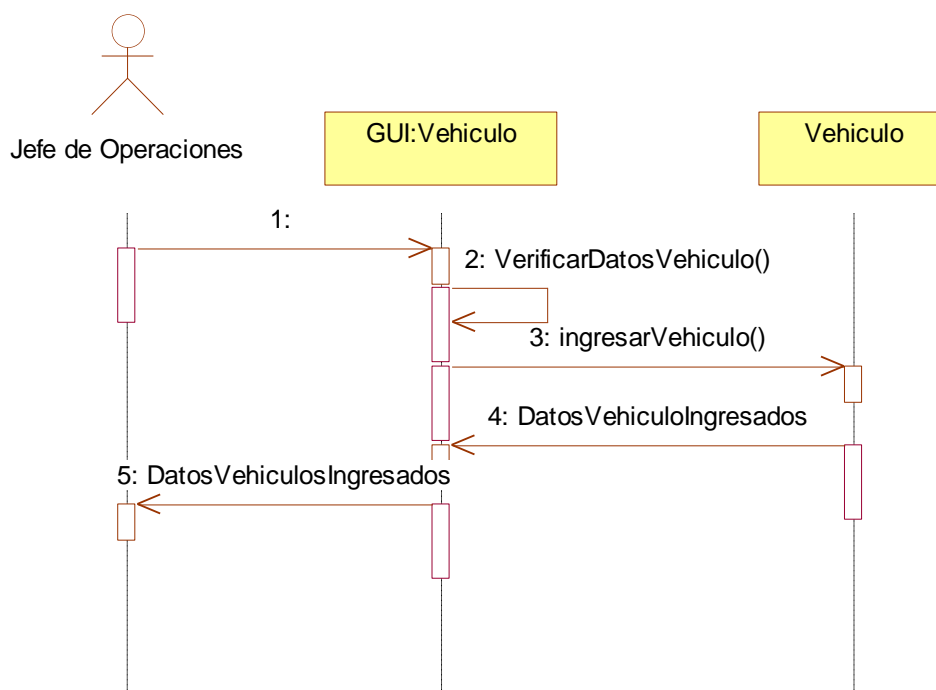 Jefe de Operaciones
GUI:Vehiculo
Vehiculo
1:
2: VerificarDatosVehiculo()
3: ingresarVehiculo()
4: DatosVehiculoIngresados
5: DatosVehiculosIngresados